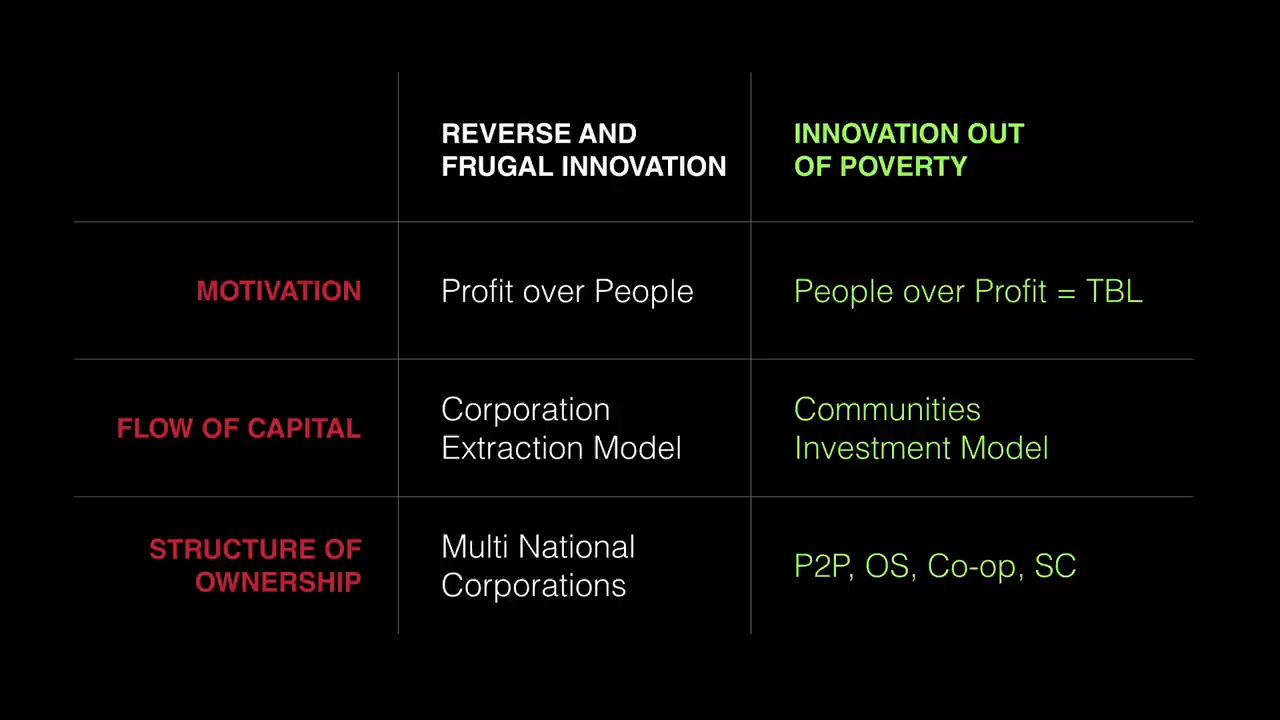 REVERSE AND
FRUGAL INNOVATION
INNOVATION OUT
OF POVERTY
MOTIVATION
Profit over People
People over Profit = TBL
FLOW OF CAPITAL
Corporation
Extraction Model
Communities
Investment Model
STRUCTURE OF
OWNERSHIP
Multi National
Corporations
P2P, OS, Co-op, SC